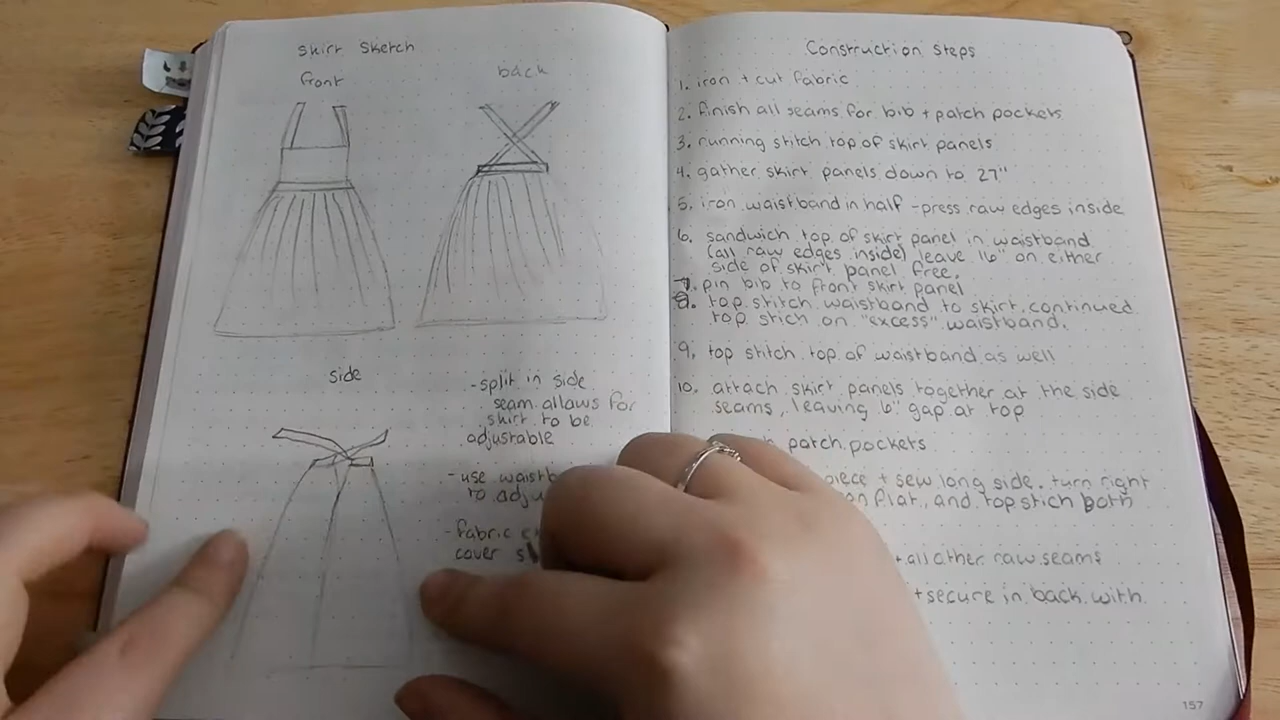 skirt sketch
front
back
side
-split in side
seam allows for
skirt to be
adjustable
-use waistb
to adju
-fabric
cover s
Construction Steps
1. iron + cut fabric
2. finish all seams for bib + patch pockets
3. running stitch top of skirt panels
4. gather skirt panels down to 27"
5. iron waistband in half -press raw edges inside
6. sandwich top of skirt panel in waistband
(all raw edges inside) leave 16" on either
side of skirt panel free.
7. pin bib to front skirt panel
8. top stitch waistband to skirt, continued
top stich on "excess" waistband.
9. top stitch top of waistband as well
10. attach skirt panels together at the side
seams, leaving 6" gap at top
patch pockets
piece + sew long side, turn right
flat, and top stich both
+ all other raw seams
+ secure in back with
157